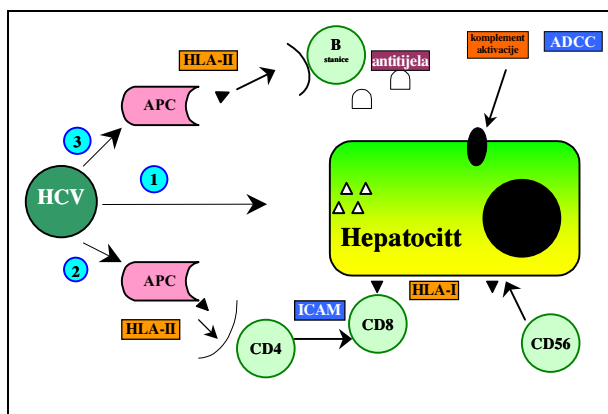 B
stanice
HLA-II
antitijela
komplement
aktivacije
ADCC
APC
3
1
HCV
Hepatocitt
2
APC
HLA-II
HLA-I
ICAM
CD8
CD4
CD56